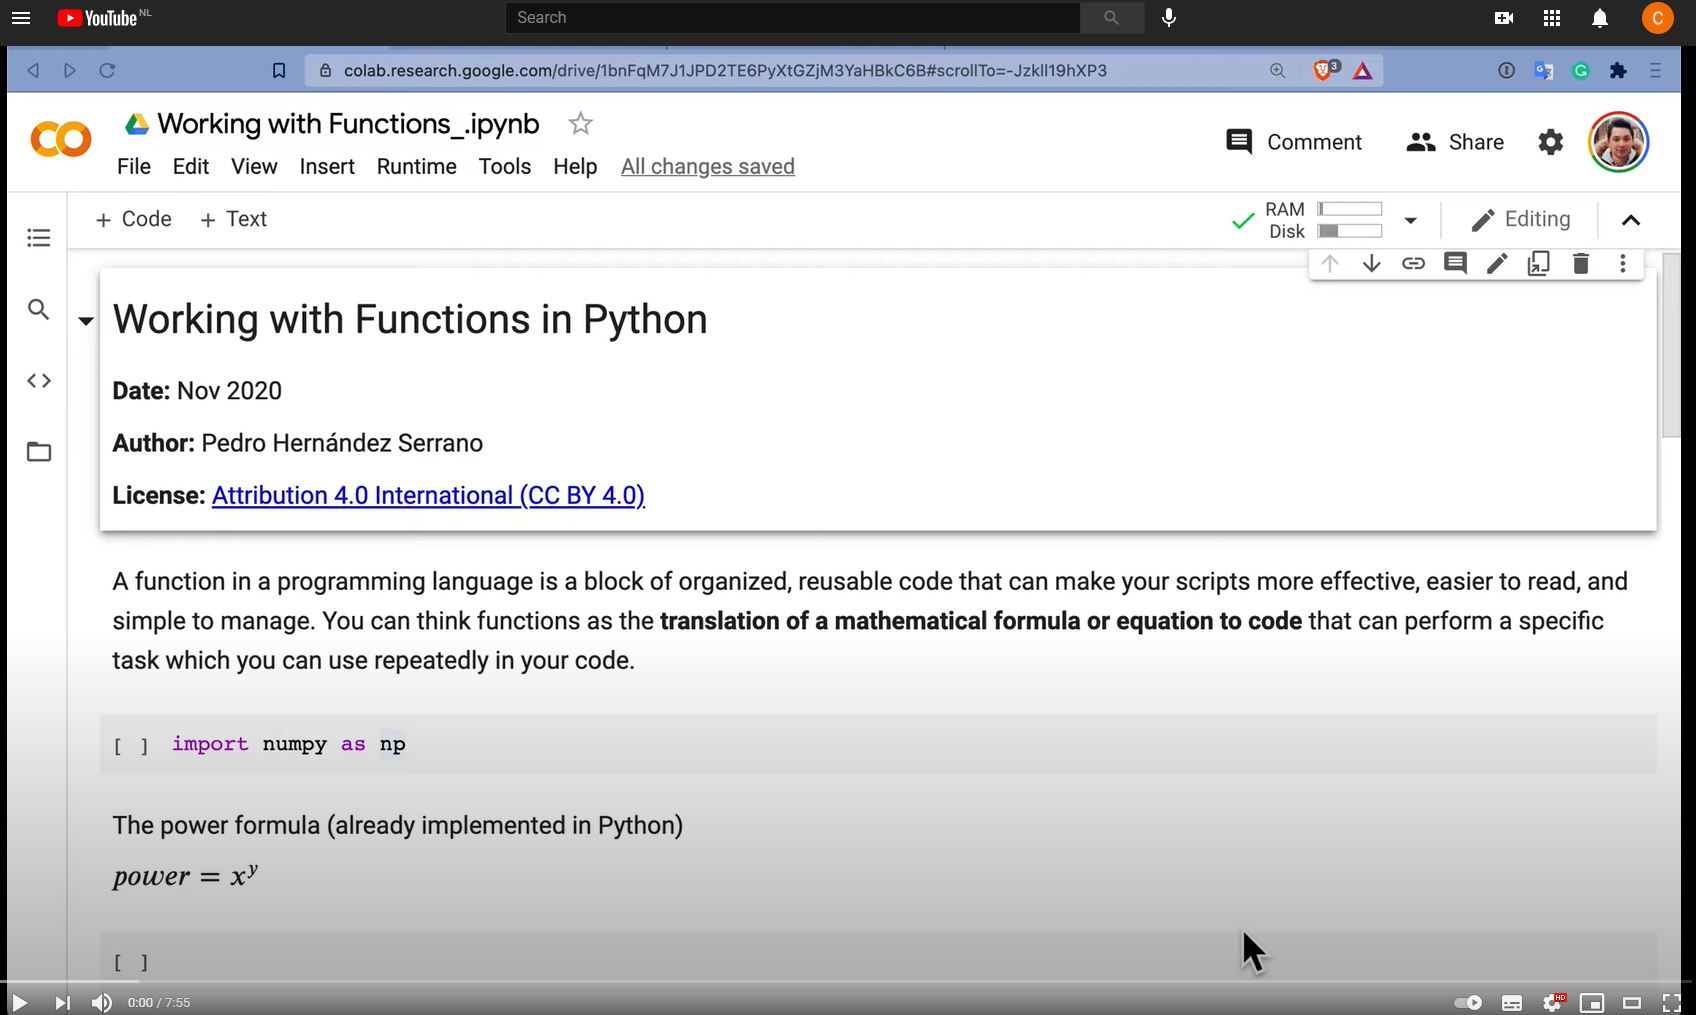 YouTube NL
Search
C
colab.research.google.com/drive/1bnFqM7J1JPD2TE6PyXtGZjM3YaHBkC6B#scrollTo=-Jzkll19hXP3
3
Working with Functions_.ipynb
Comment
Share
File Edit View Insert Runtime Tools Help All changes saved
+ Code + Text
RAM
Disk
Editing
Working with Functions in Python
Date: Nov 2020
Author: Pedro Hernández Serrano
License: Attribution 4.0 International (CC BY 4.0)
A function in a programming language is a block of organized, reusable code that can make your scripts more effective, easier to read, and
simple to manage. You can think functions as the translation of a mathematical formula or equation to code that can perform a specific
task which you can use repeatedly in your code.
[ ] import numpy as np
The power formula (already implemented in Python)
power = x^y
[ ]
0:00 / 7:55
HD